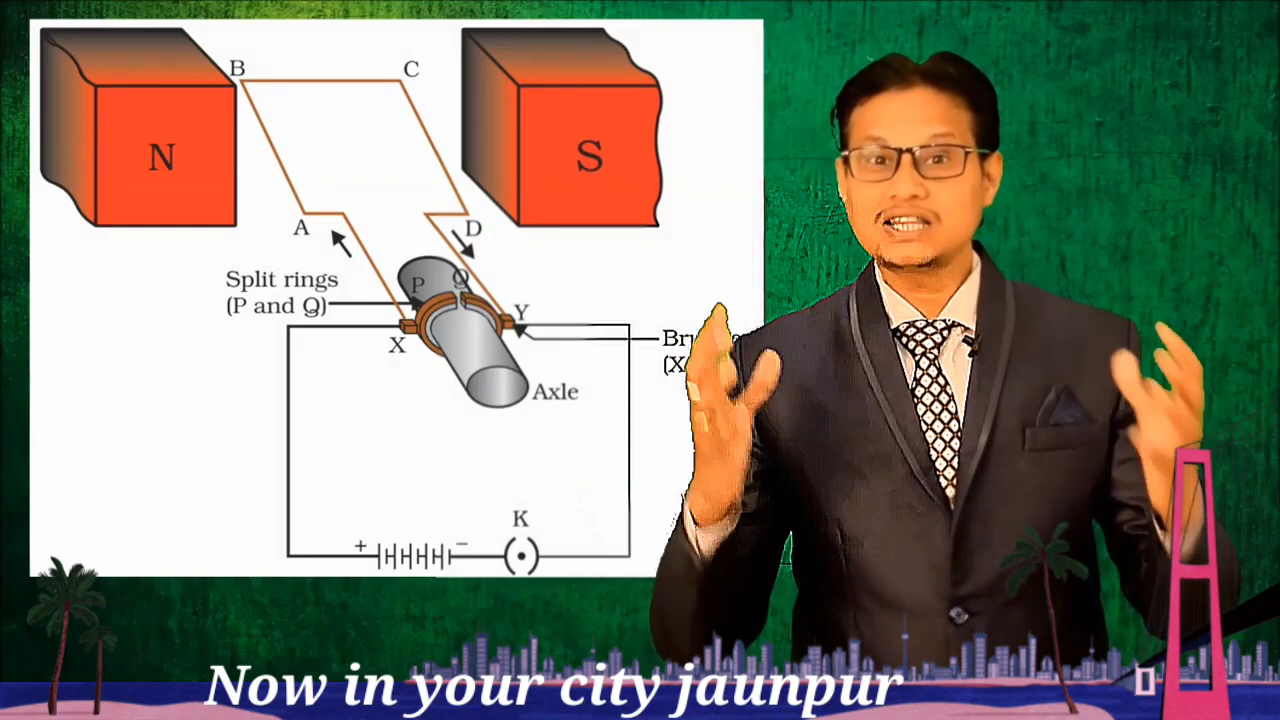 B
C
N
S
A
D
Split rings
(P and Q)
P
Q
Y
X
Axle
K
+
−
Now in your city jaunpur